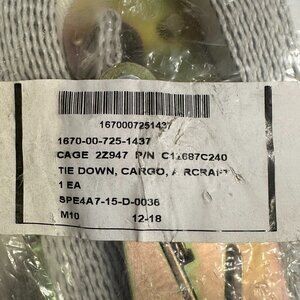 1670007251437
1670-00-725-1437
CAGE 2Z947 P/N C11687C240
TIE DOWN, CARGO, AIRCRAFT
1 EA
SPE4A7-15-D-0036
M10 12-18